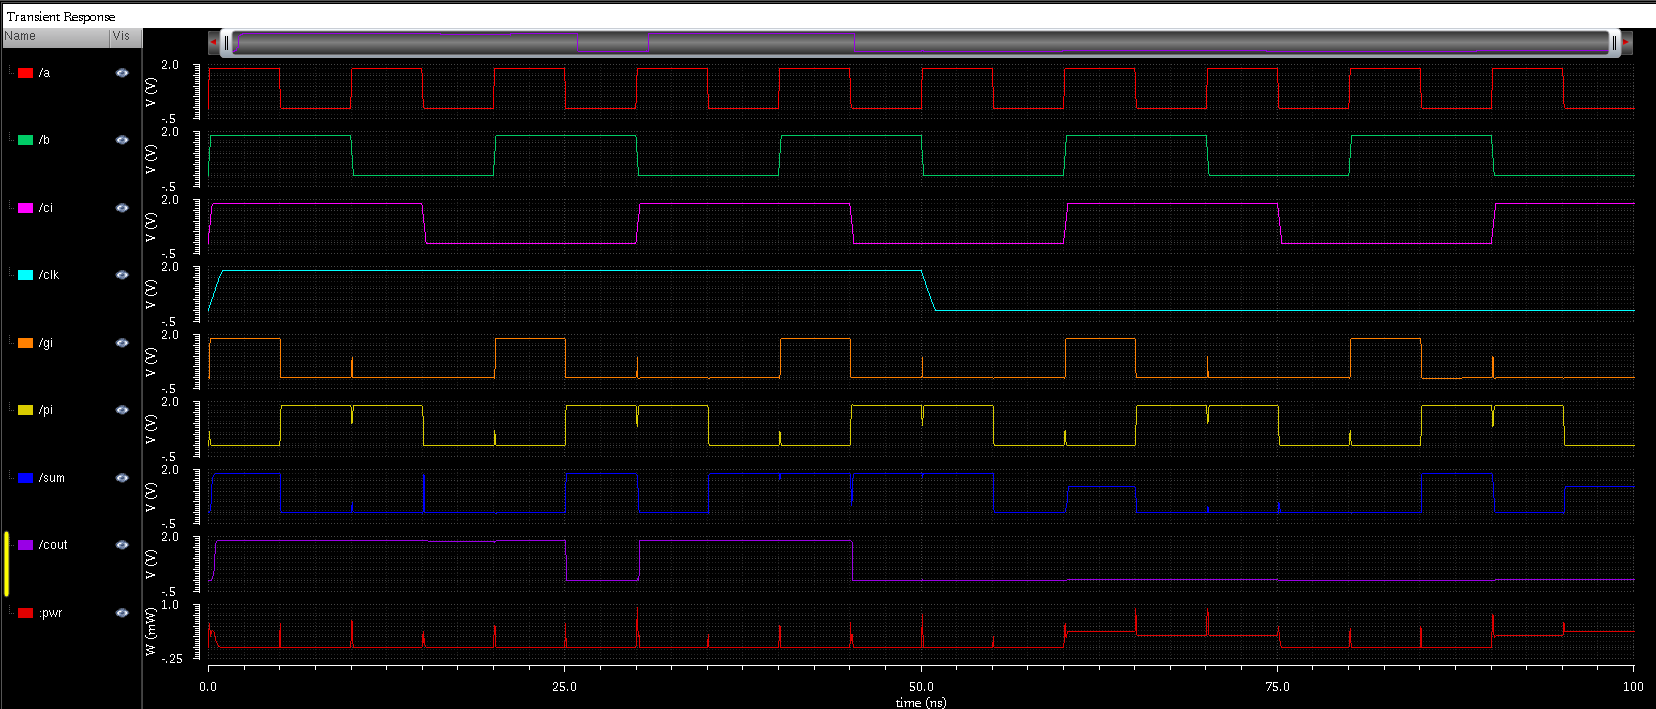 Transient Response
Name Vis
/a
V (V)
2.0
-.5
/b
V (V)
2.0
-.5
/ci
V (V)
2.0
-.5
/clk
V (V)
2.0
-.5
/gi
V (V)
2.0
-.5
/pi
V (V)
2.0
-.5
/sum
V (V)
2.0
-.5
/cout
V (V)
2.0
-.5
:pwr
W (mW)
1.0
-.25
0.0 25.0 50.0 75.0 100
time (ns)